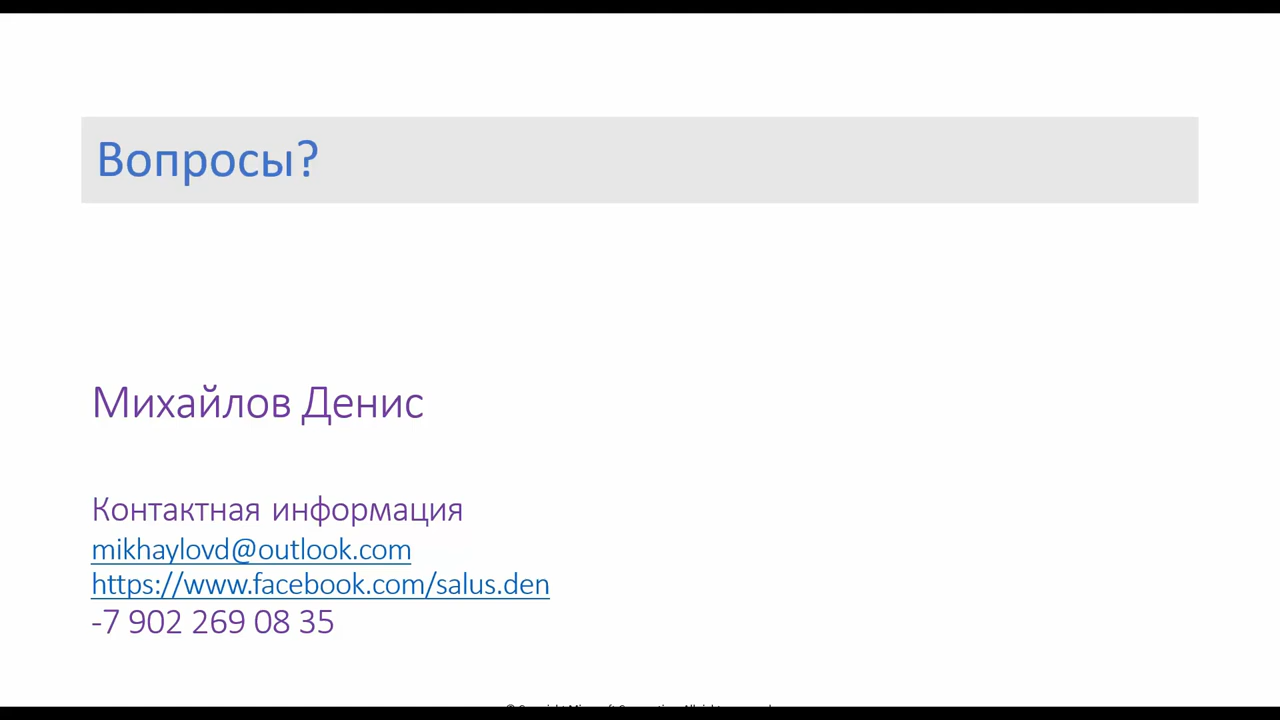 Вопросы?
Михайлов Денис
Контактная информация
mikhaylovd@outlook.com
https://www.facebook.com/salus.den
-7 902 269 08 35